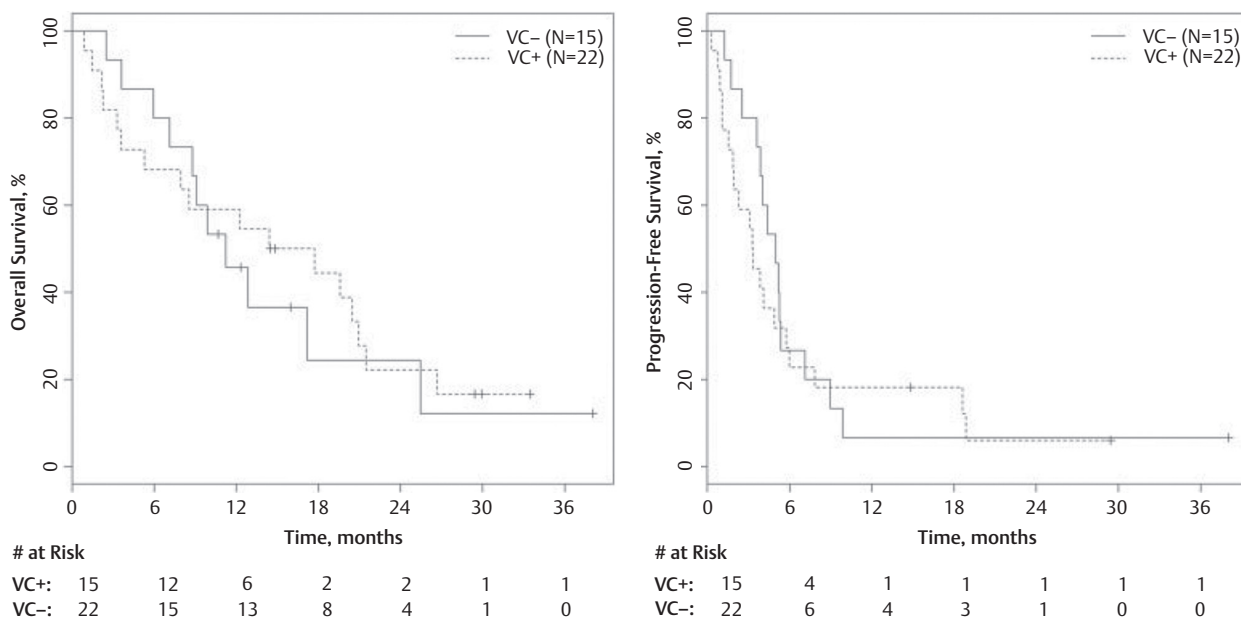 VC– (N=15)
VC+ (N=22)
100
80
60
40
20
0
Overall Survival, %
0 6 12 18 24 30 36
Time, months
# at Risk
VC+: 15 12 6 2 2 1 1
VC–: 22 15 13 8 4 1 0
VC– (N=15)
VC+ (N=22)
100
80
60
40
20
0
Progression-Free Survival, %
0 6 12 18 24 30 36
Time, months
# at Risk
VC+: 15 4 1 1 1 1 1
VC–: 22 6 4 3 1 0 0